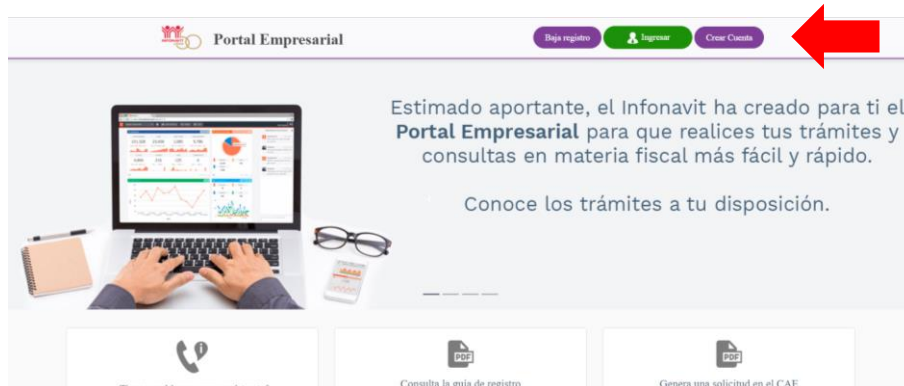 INFONAVIT
Portal Empresarial
Baja registro
Ingresar
Crear Cuenta
Estimado aportante, el Infonavit ha creado para ti el
Portal Empresarial para que realices tus trámites y
consultas en materia fiscal más fácil y rápido.
Conoce los trámites a tu disposición.
PDF
Consulta la guía de registro
PDF
Genera una solicitud en el CAE